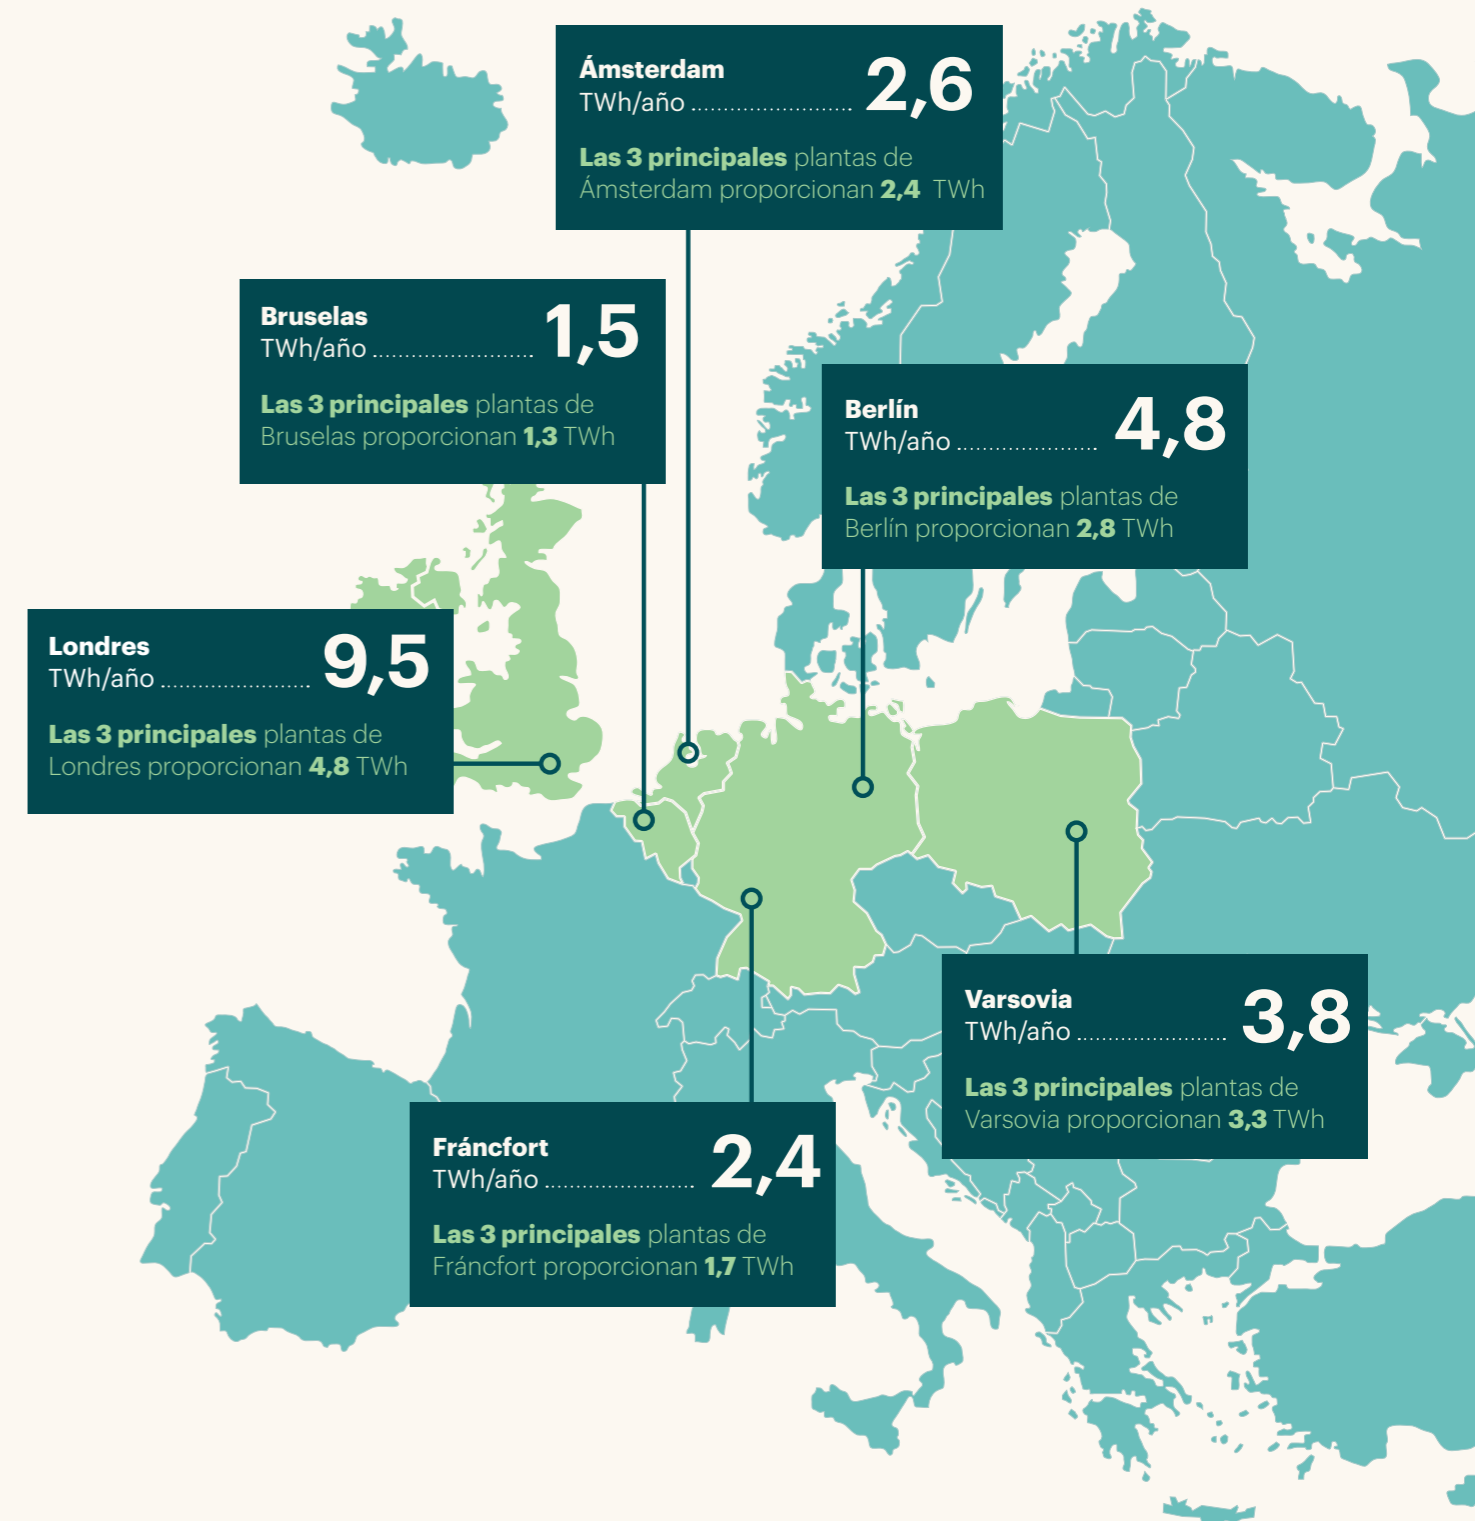 Ámsterdam
TWh/año 2,6
Las 3 principales plantas de
Ámsterdam proporcionan 2,4 TWh
Bruselas
TWh/año 1,5
Las 3 principales plantas de
Bruselas proporcionan 1,3 TWh
Berlín
TWh/año 4,8
Las 3 principales plantas de
Berlín proporcionan 2,8 TWh
Londres
TWh/año 9,5
Las 3 principales plantas de
Londres proporcionan 4,8 TWh
Varsovia
TWh/año 3,8
Las 3 principales plantas de
Varsovia proporcionan 3,3 TWh
Fráncfort
TWh/año 2,4
Las 3 principales plantas de
Fráncfort proporcionan 1,7 TWh